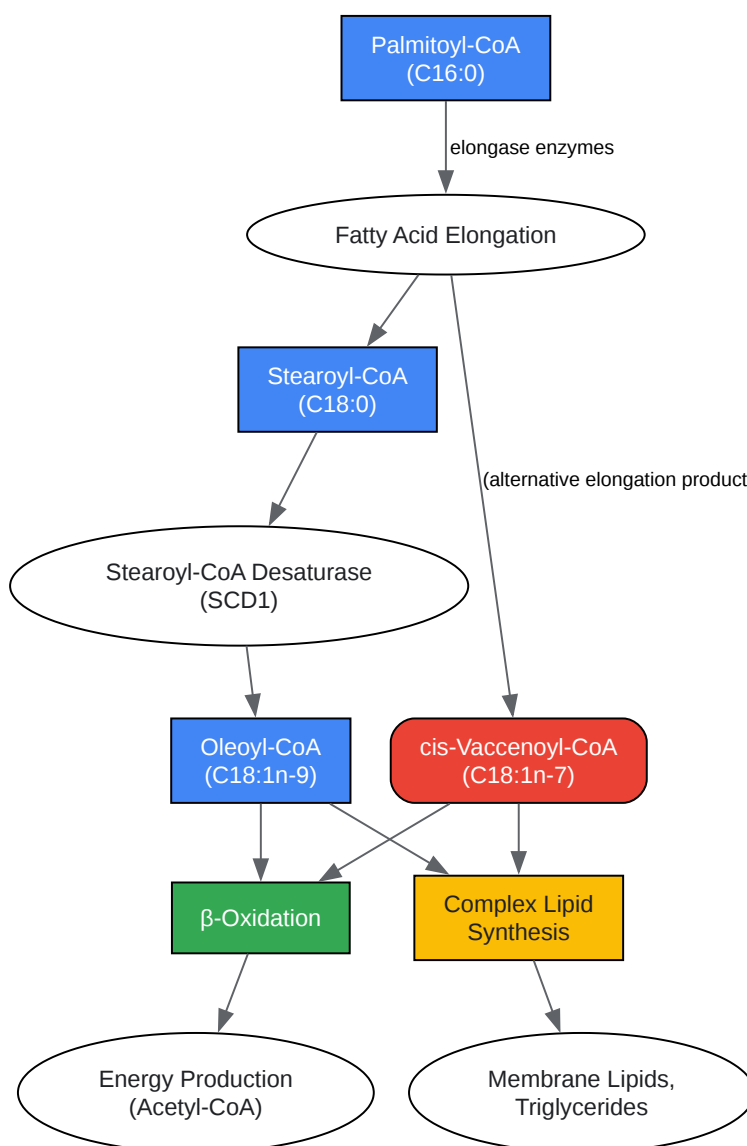 Palmitoyl-CoA
(C16:0)
elongase enzymes
Fatty Acid Elongation
Stearoyl-CoA
(C18:0)
(alternative elongation product
Stearoyl-CoA Desaturase
(SCD1)
Oleoyl-CoA
(C18:1n-9)
cis-Vaccenoyl-CoA
(C18:1n-7)
β-Oxidation
Complex Lipid
Synthesis
Energy Production
(Acetyl-CoA)
Membrane Lipids,
Triglycerides